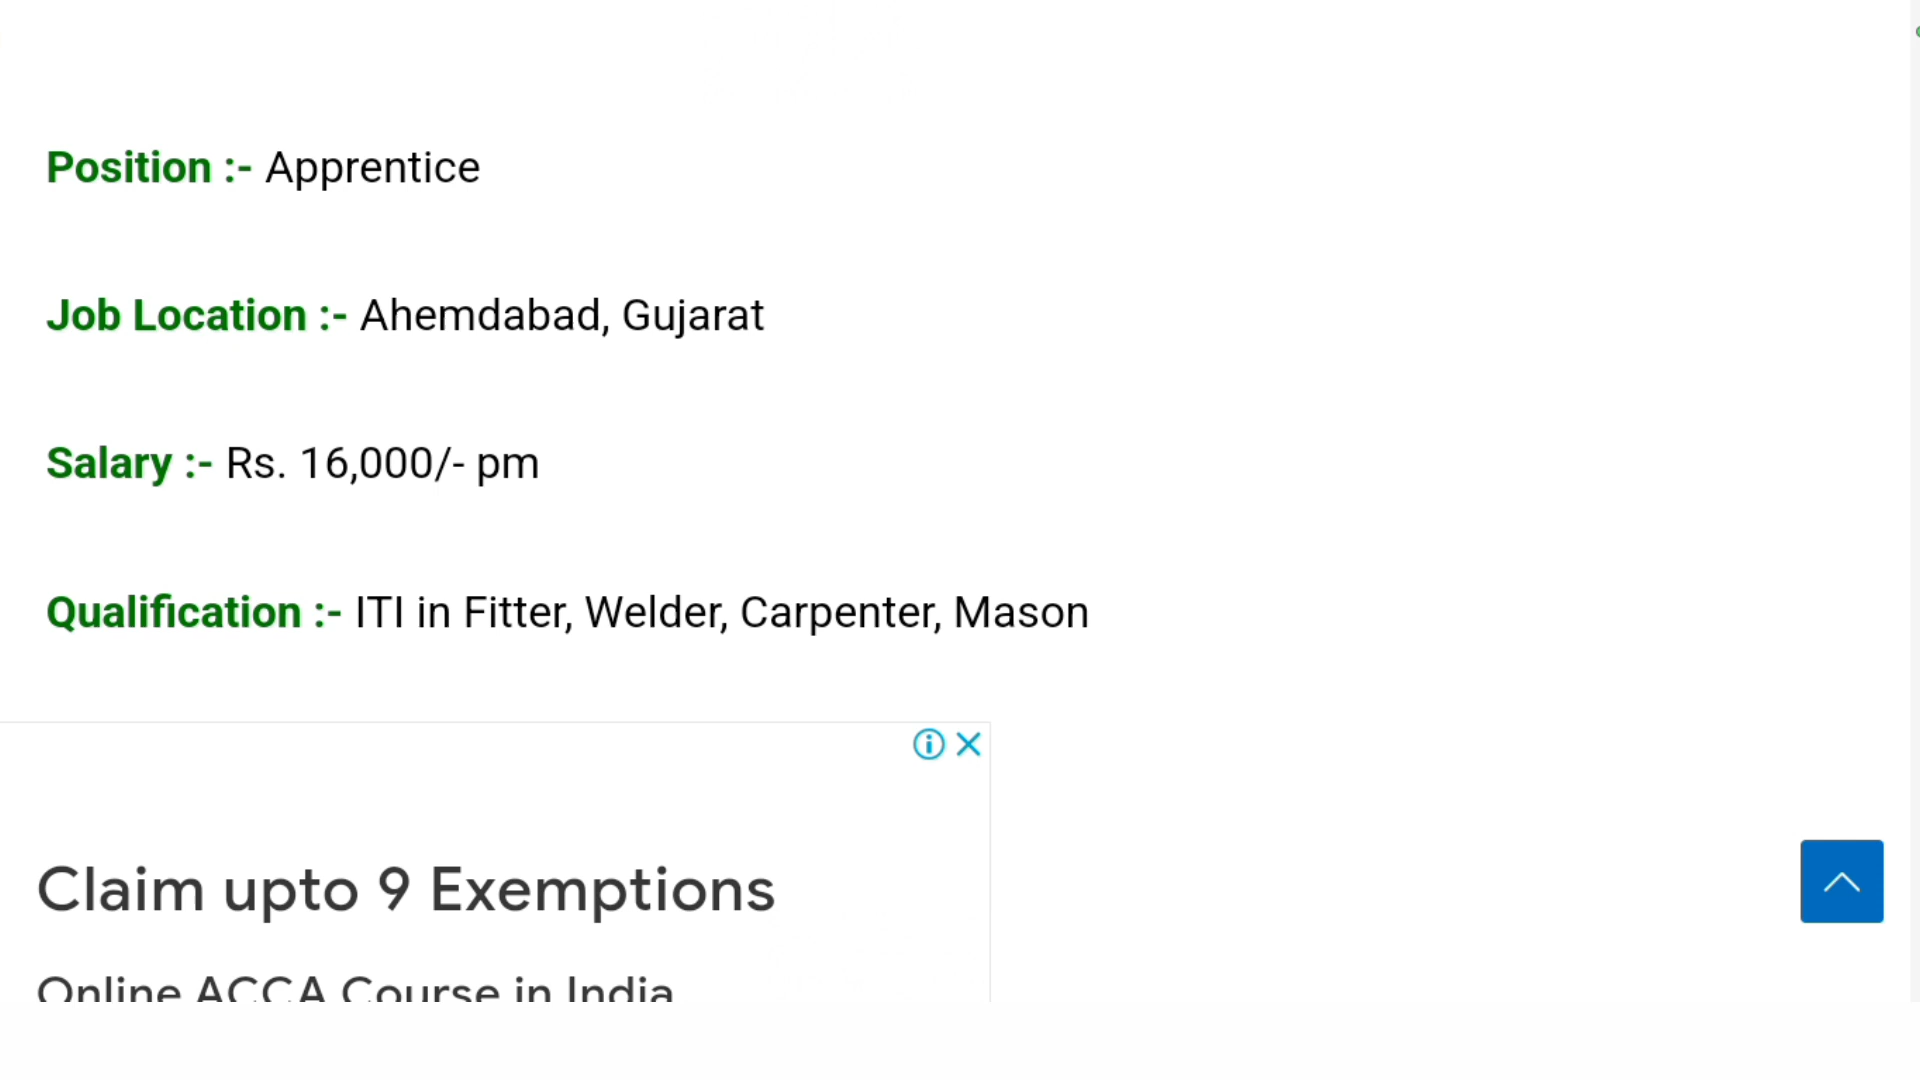 Position :- Apprentice
Job Location :- Ahemdabad, Gujarat
Salary :- Rs. 16,000/- pm
Qualification :- ITI in Fitter, Welder, Carpenter, Mason
Claim upto 9 Exemptions
Online ACCA Course in India